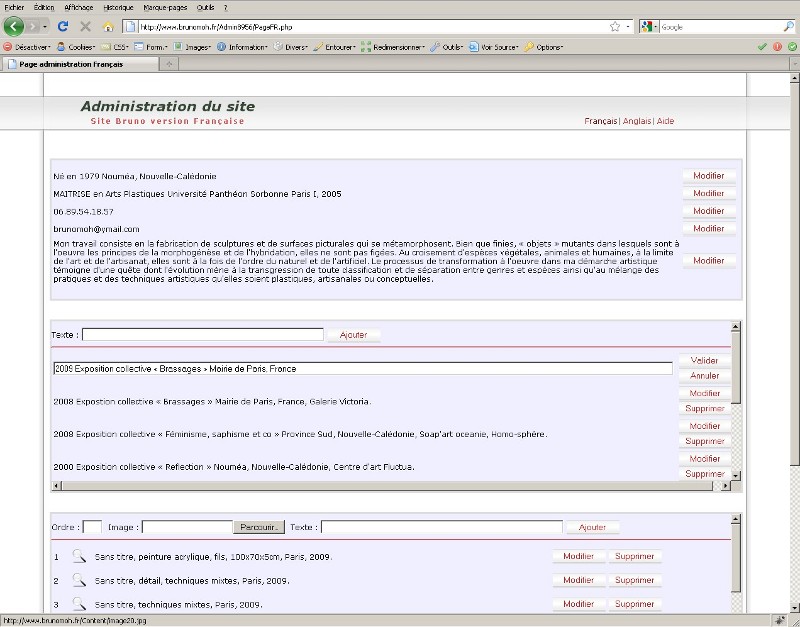 Fichier Édition Affichage Historique Marque-pages Outils ?
http://www.brunomoh.fr/Admin8956/PageFR.php
Google
Désactiver Cookies CSS Form. Images Information Divers Entourer Redimensionner Outils Voir Source Options
Page administration Français
Administration du site
Site Bruno version Française
Français | Anglais | Aide
Né en 1979 Nouméa, Nouvelle-Calédonie Modifier
MAITRISE en Arts Plastiques Université Panthéon Sorbonne Paris I, 2005 Modifier
06.89.54.18.57 Modifier
brunomoh@ymail.com Modifier
Mon travail consiste en la fabrication de sculptures et de surfaces picturales qui se métamorphosent. Bien que finies, « objets » mutants dans lesquels sont à
l'oeuvre les principes de la morphogénèse et de l'hybridation, elles ne sont pas figées. Au croisement d'espèces végétales, animales et humaines, à la limite
de l'art et de l'artisanat, elles sont à la fois de l'ordre du naturel et de l'artificiel. Le processus de transformation à l'oeuvre dans ma démarche artistique Modifier
témoigne d'une quête dont l'évolution mène à la transgression de toute classification et de séparation entre genres et espèces ainsi qu'au mélange des
pratiques et des techniques artistiques qu'elles soient plastiques, artisanales ou conceptuelles.
Texte : Ajouter
Valider
2009 Exposition collective « Brassages » Mairie de Paris, France
Annuler
Modifier
2008 Expostion collective « Brassages » Mairie de Paris, France, Galerie Victoria.
Supprimer
Modifier
2008 Exposition collective « Féminisme, saphisme et co » Province Sud, Nouvelle-Calédonie, Soap'art oceanie, Homo-sphère.
Supprimer
Modifier
2000 Exposition collective « Reflection » Nouméa, Nouvelle-Calédonie, Centre d'art Fluctua.
Supprimer
Ordre : Image : Parcourir... Texte : Ajouter
1 Sans titre, peinture acrylique, fils, 100x70x5cm, Paris, 2009. Modifier Supprimer
2 Sans titre, détail, techniques mixtes, Paris, 2009. Modifier Supprimer
3 Sans titre, techniques mixtes, Paris, 2009. Modifier Supprimer
http://www.brunomoh.fr/Content/image20.jpg